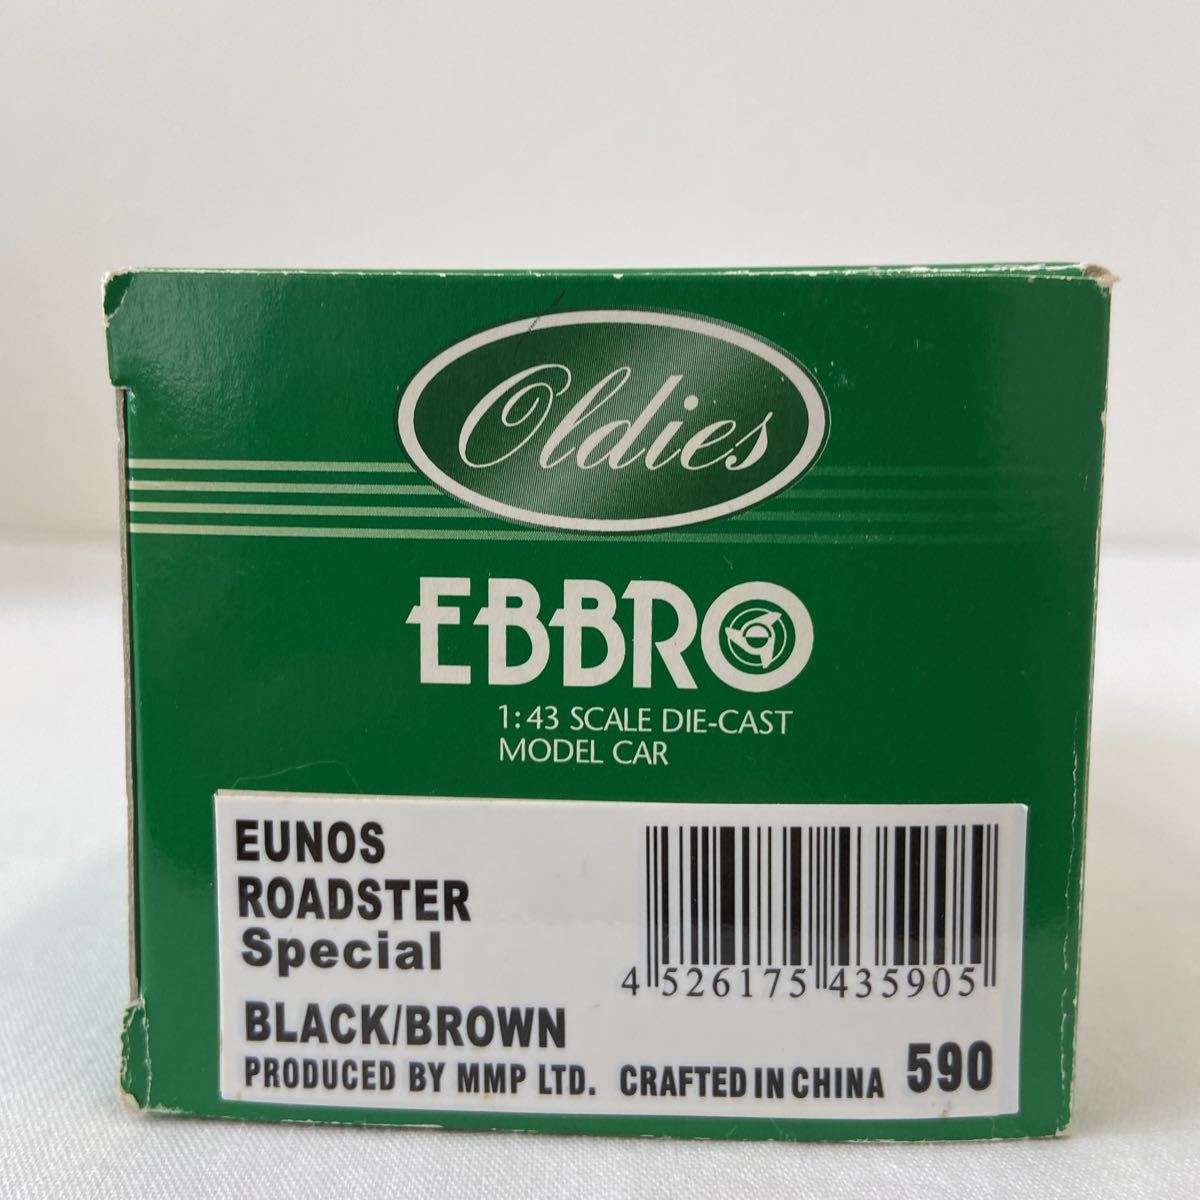 Oldies
EBBRO
1:43 SCALE DIE-CAST
MODEL CAR
EUNOS
ROADSTER
Special
BLACK/BROWN
PRODUCED BY MMP LTD. CRAFTED IN CHINA 590
4 526175 435905